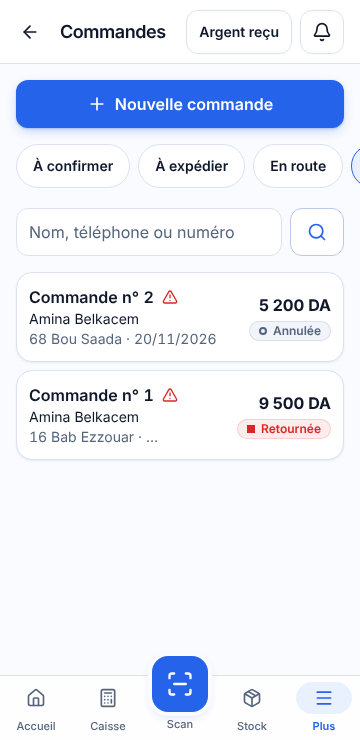 Commandes
Argent reçu
Nouvelle commande
À confirmer
À expédier
En route
Nom, téléphone ou numéro
Commande n° 2
5 200 DA
Amina Belkacem
Annulée
68 Bou Saada · 20/11/2026
Commande n° 1
9 500 DA
Amina Belkacem
Retournée
16 Bab Ezzouar · ...
Accueil
Caisse
Scan
Stock
Plus